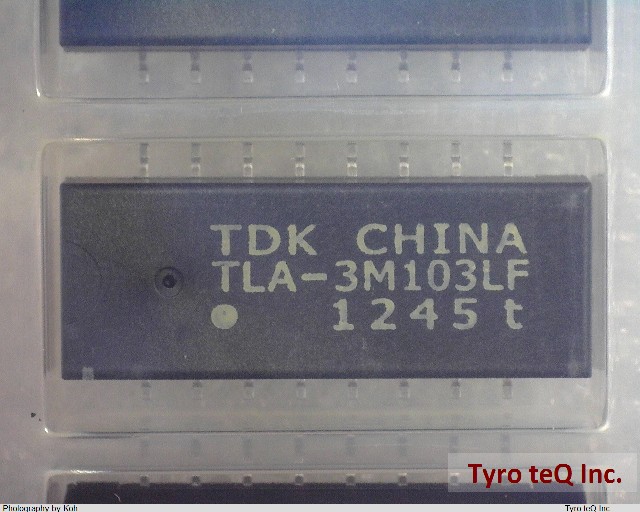 TDK CHINA
TLA-3M103LF
1245 t
Tyro teQ Inc.
Photography by Koh
Tyro teQ Inc